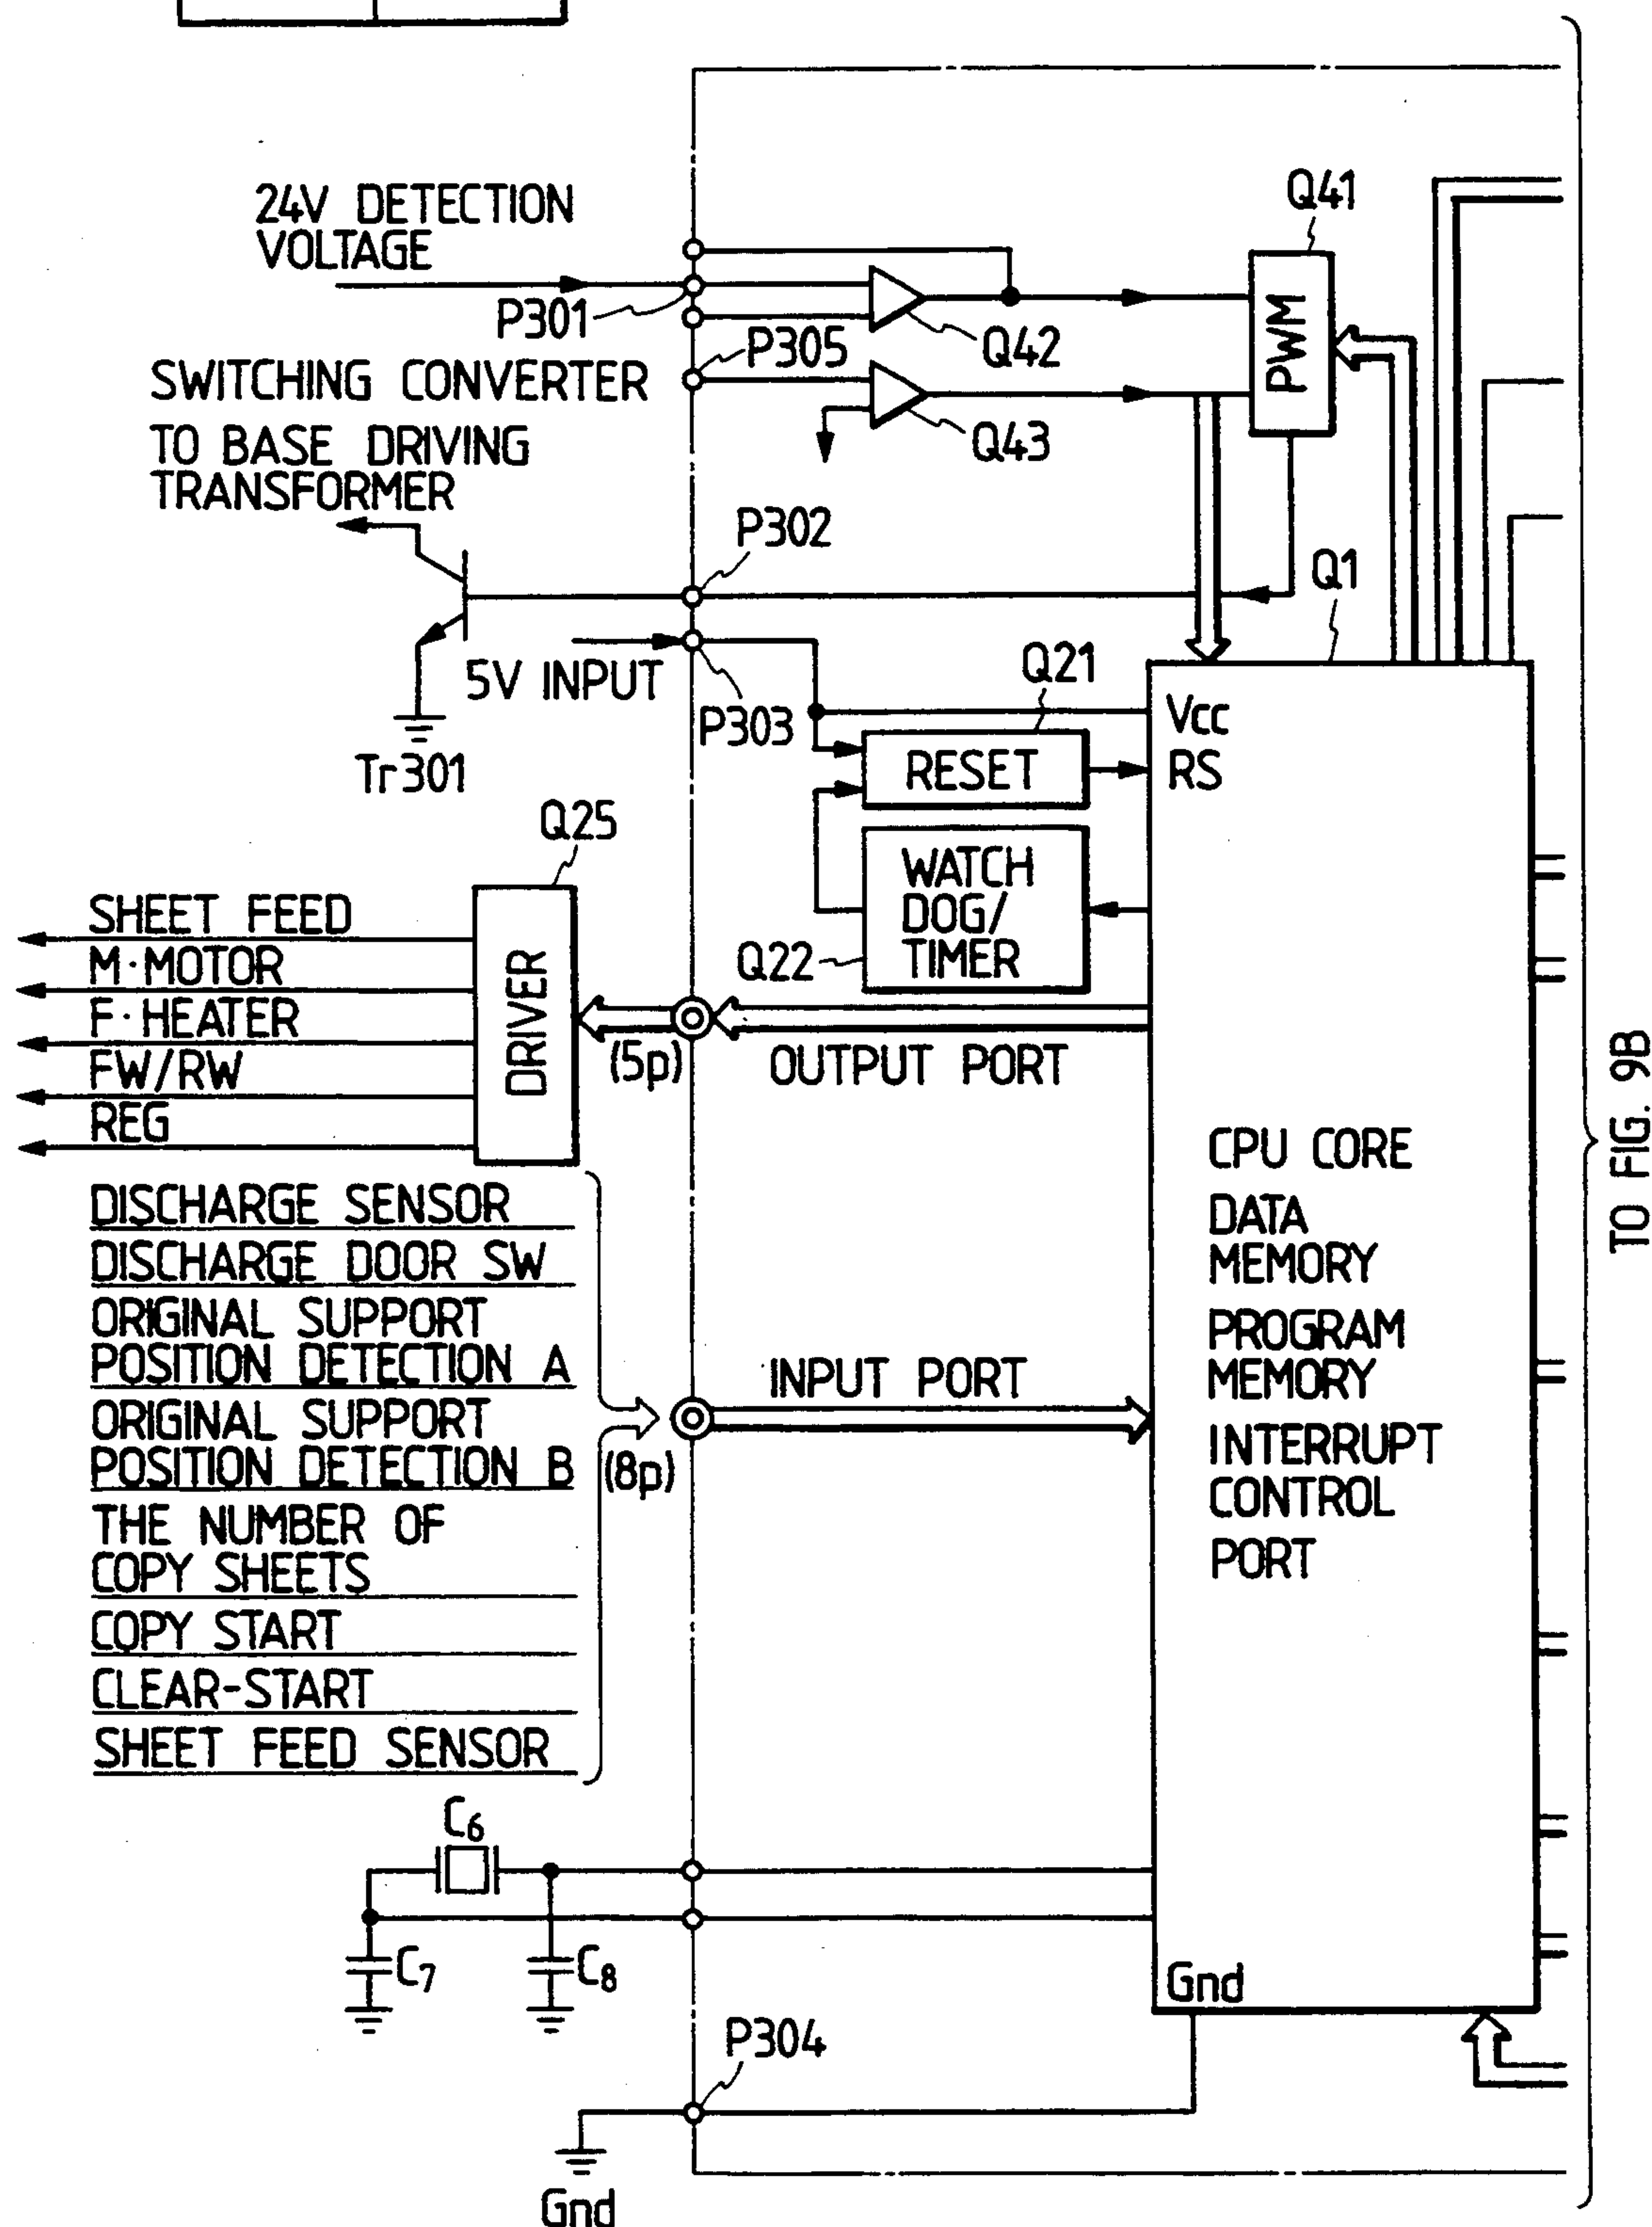 24V DETECTION
VOLTAGE
P301
Q41
PWM
Q42
P305
SWITCHING CONVERTER
Q43
TO BASE DRIVING
TRANSFORMER
P302
Q1
5V INPUT
P303
Q21
Vcc
RESET
RS
Tr301
Q25
WATCH
DOG/
TIMER
Q22
SHEET FEED
M·MOTOR
F·HEATER
FW/RW
REG
DRIVER
(5p)
OUTPUT PORT
CPU CORE
DATA
MEMORY
PROGRAM
MEMORY
INTERRUPT
CONTROL
PORT
TO FIG. 9B
DISCHARGE SENSOR
DISCHARGE DOOR SW
ORIGINAL SUPPORT
POSITION DETECTION A
ORIGINAL SUPPORT
POSITION DETECTION B
THE NUMBER OF
COPY SHEETS
COPY START
CLEAR-START
SHEET FEED SENSOR
INPUT PORT
(8p)
C6
C7
C8
Gnd
P304
Gnd